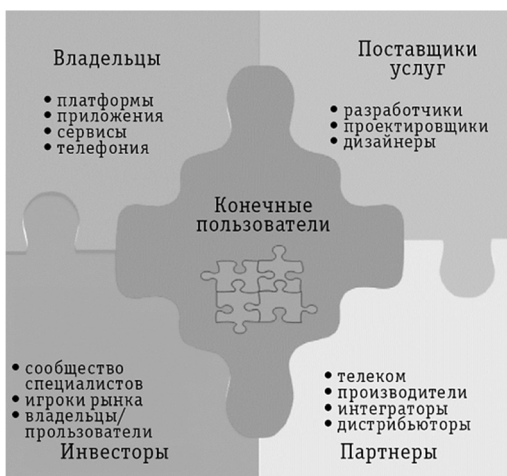 Владельцы
• платформы
• приложения
• сервисы
• телефония
Поставщики
услуг
• разработчики
• проектировщики
• дизайнеры
Конечные
пользователи
• сообщество
специалистов
• игроки рынка
• владельцы/
прользователи
Инвесторы
• телеком
• производители
• интеграторы
• дистрибьюторы
Партнеры